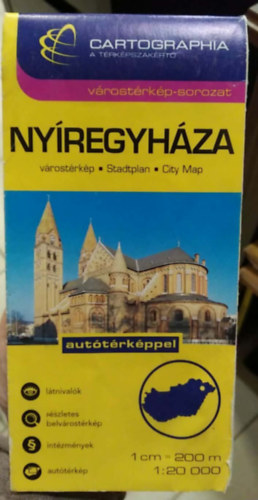 CARTOGRAPHIA
A TÉRKÉPSZAKÉRTŐ
várostérkép-sorozat
NYÍREGYHÁZA
várostérkép • Stadtplan • City Map
autótérképpel
látnivalók
részletes
belvárostérkép
§ intézmények
autótérkép
1 cm = 200 m
1:20 000